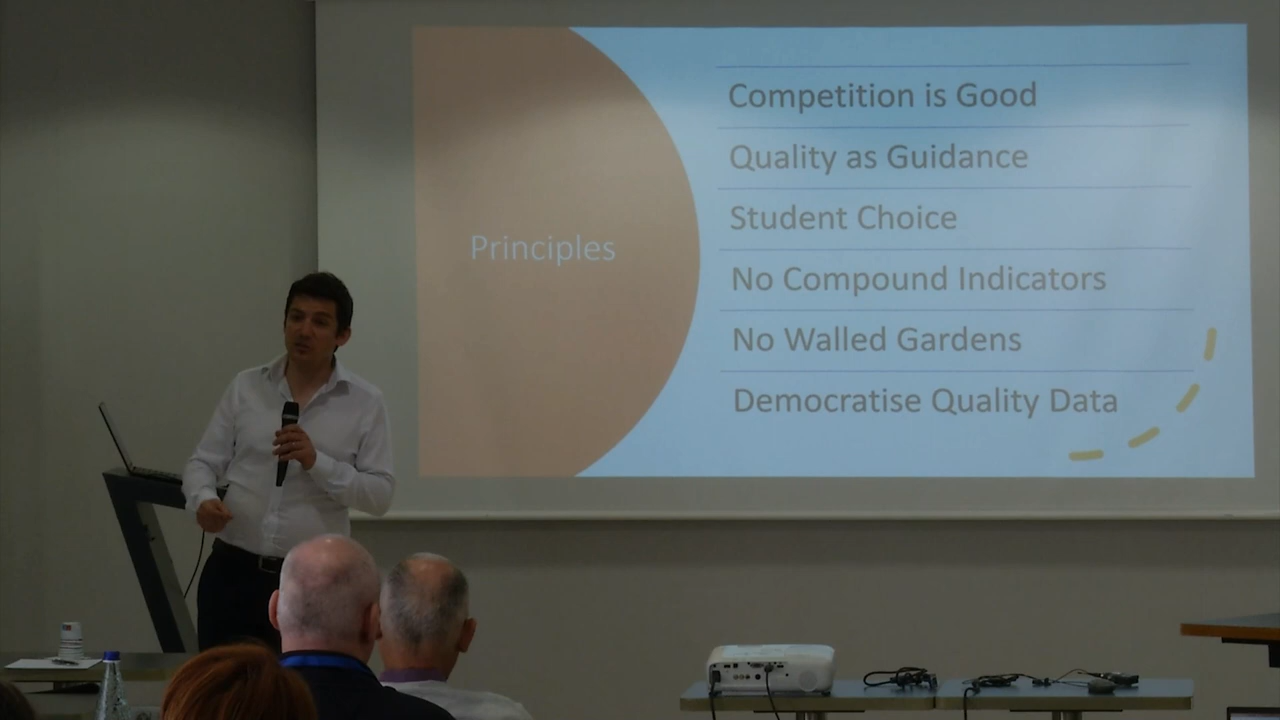 Principles
Competition is Good
Quality as Guidance
Student Choice
No Compound Indicators
No Walled Gardens
Democratise Quality Data